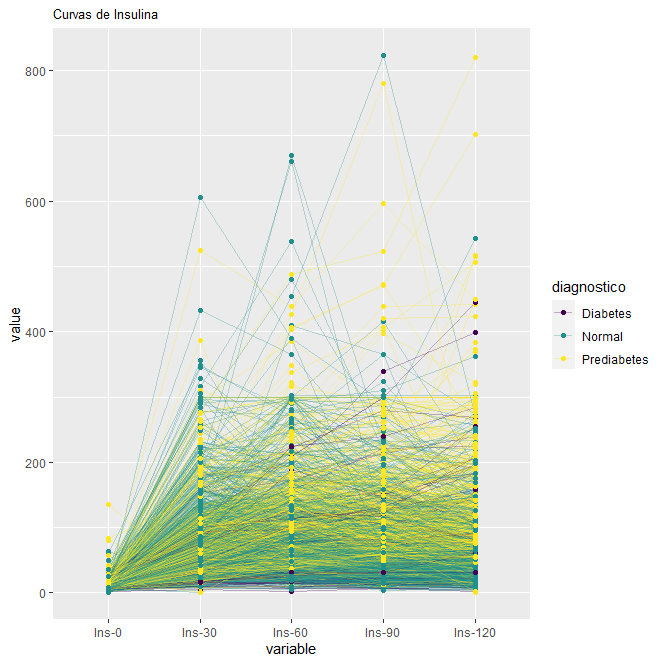 Curvas de Insulina
800
600
400
200
0
value
Ins-0 Ins-30 Ins-60 Ins-90 Ins-120
variable
diagnostico
Diabetes
Normal
Prediabetes